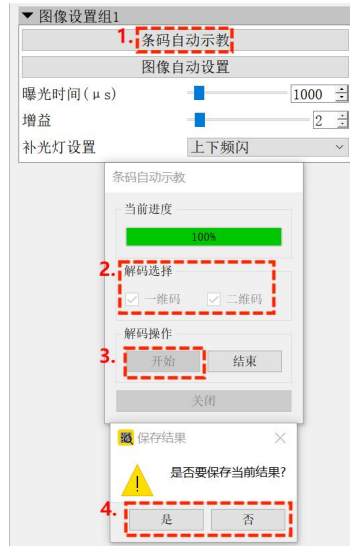 ▼ 图像设置组1
1. 条码自动示教
图像自动设置
曝光时间(μs) 1000
增益 2
补光灯设置 上下频闪
条码自动示教
当前进度
100%
2. 解码选择
一维码 二维码
解码操作
3. 开始 结束
关闭
保存结果
是否要保存当前结果?
4. 是 否